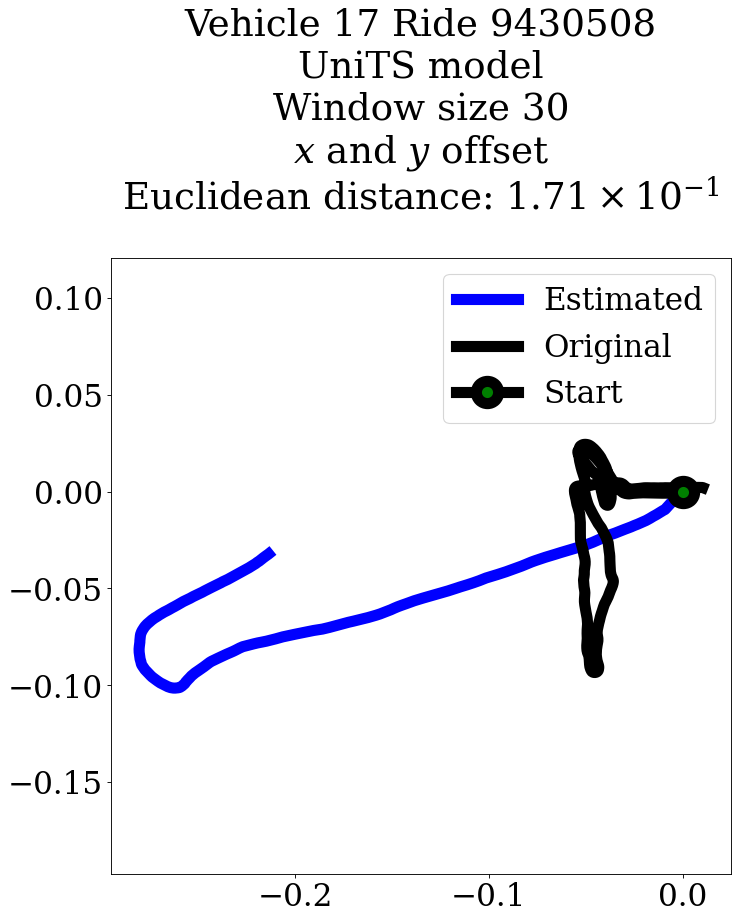 Vehicle 17 Ride 9430508
UniTS model
Window size 30
x and y offset
Euclidean distance: 1.71 × 10⁻¹
Estimated
Original
Start
0.10
0.05
0.00
−0.05
−0.10
−0.15
−0.2 −0.1 0.0